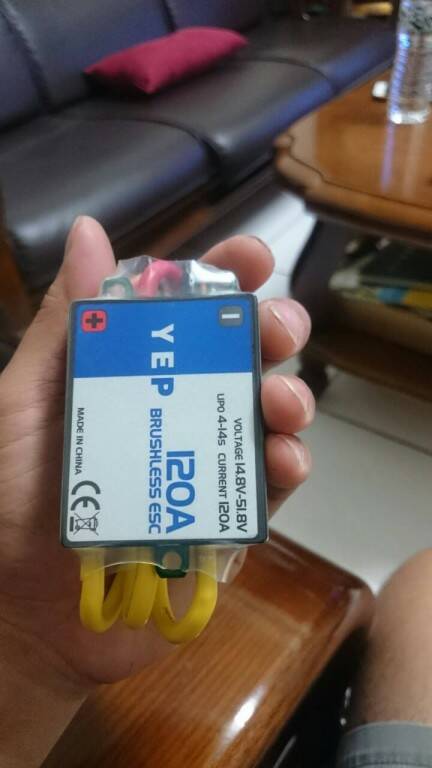 +
-
YEP
120A
BRUSHLESS ESC
VOLTAGE 14.8V-51.8V
LIPO 4-14S CURRENT 120A
MADE IN CHINA
CE